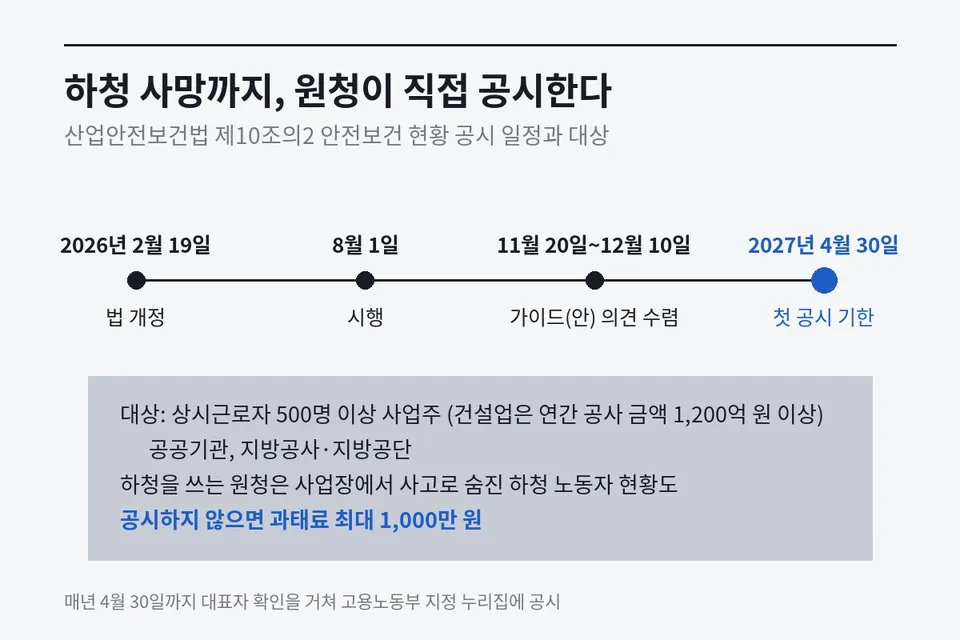 하청 사망까지, 원청이 직접 공시한다
산업안전보건법 제10조의2 안전보건 현황 공시 일정과 대상
2026년 2월 19일
8월 1일
11월 20일~12월 10일
2027년 4월 30일
법 개정
시행
가이드(안) 의견 수렴
첫 공시 기한
대상: 상시근로자 500명 이상 사업주 (건설업은 연간 공사 금액 1,200억 원 이상)
공공기관, 지방공사·지방공단
하청을 쓰는 원청은 사업장에서 사고로 숨진 하청 노동자 현황도
공시하지 않으면 과태료 최대 1,000만 원
매년 4월 30일까지 대표자 확인을 거쳐 고용노동부 지정 누리집에 공시